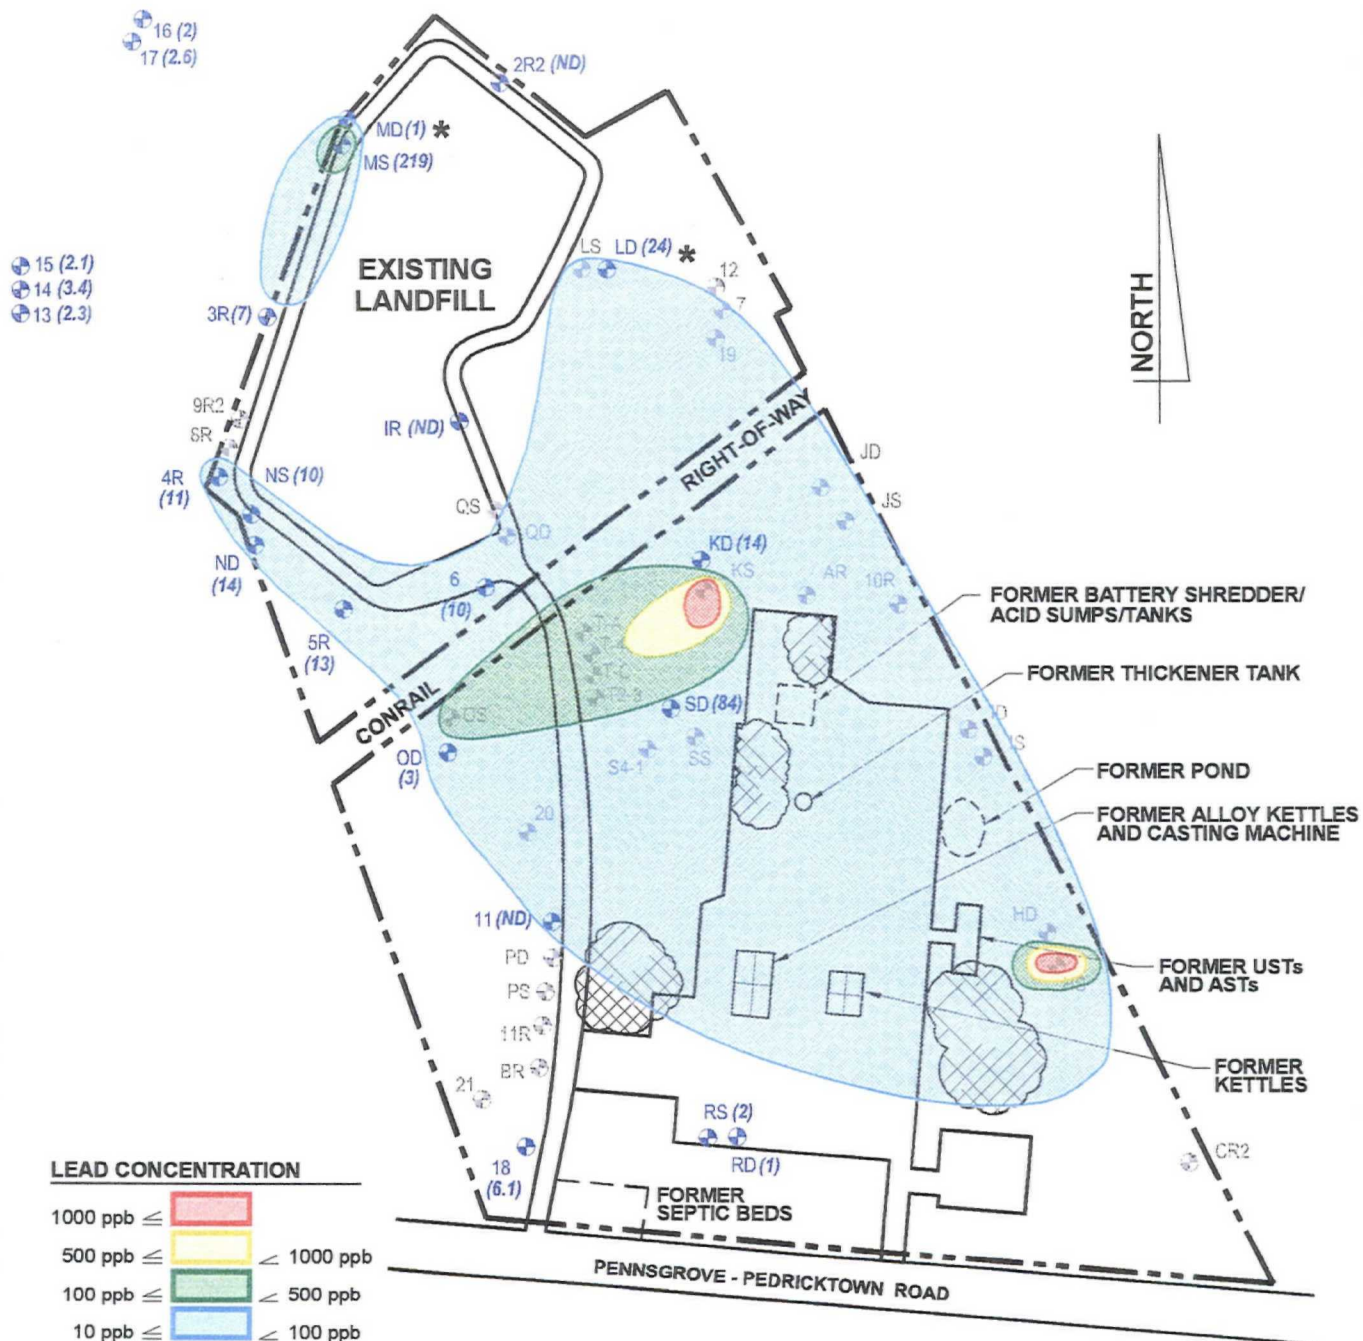 16 (2)
17 (2.6)
2R2 (ND)
MD (1) *
MS (219)
EXISTING
LANDFILL
LS
LD (24) *
12
7
19
NORTH
15 (2.1)
14 (3.4)
13 (2.3)
3R (7)
9R2
8R
IR (ND)
4R
(11)
NS (10)
RIGHT-OF-WAY
JD
JS
QS
QD
KD (14)
KS
AR
10R
ND
(14)
6
(10)
5R
(13)
FORMER BATTERY SHREDDER/
ACID SUMPS/TANKS
FORMER THICKENER TANK
CONRAIL
OS
SD (84)
OD
(3)
S4-1
SS
FORMER POND
FORMER ALLOY KETTLES
AND CASTING MACHINE
20
11 (ND)
HD
PD
PS
11R
BR
21
FORMER USTs
AND ASTs
FORMER
KETTLES
RS (2)
RD (1)
CR2
18
(6.1)
FORMER
SEPTIC BEDS
PENNSGROVE - PEDRICKTOWN ROAD
LEAD CONCENTRATION
1000 ppb ≤
500 ppb ≤ ∠ 1000 ppb
100 ppb ≤ ∠ 500 ppb
10 ppb ≤ ∠ 100 ppb